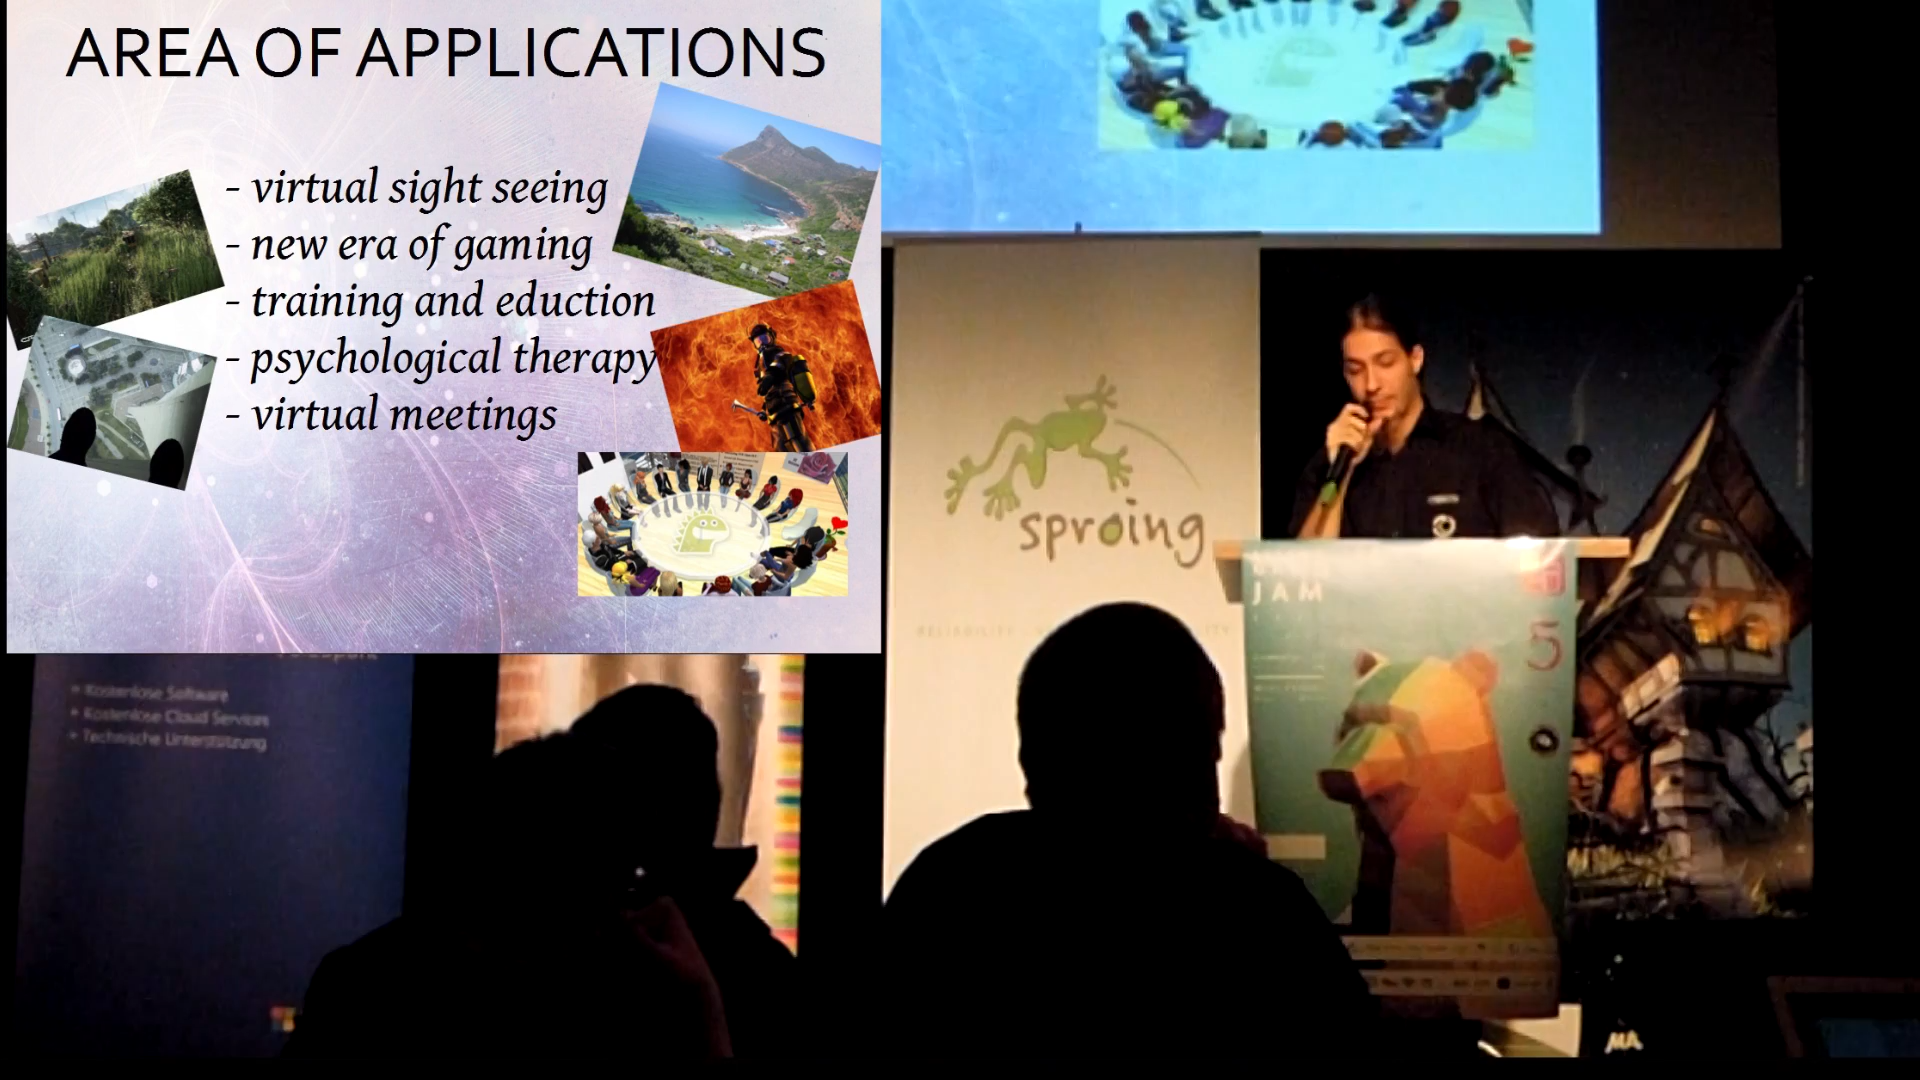 AREA OF APPLICATIONS
- virtual sight seeing
- new era of gaming
- training and eduction
- psychological therapy
- virtual meetings
sproing
RELIABILITY
JAM
5
+ Kostenlose Software
+ Kostenlose Cloud Services
+ Technische Unterstützung